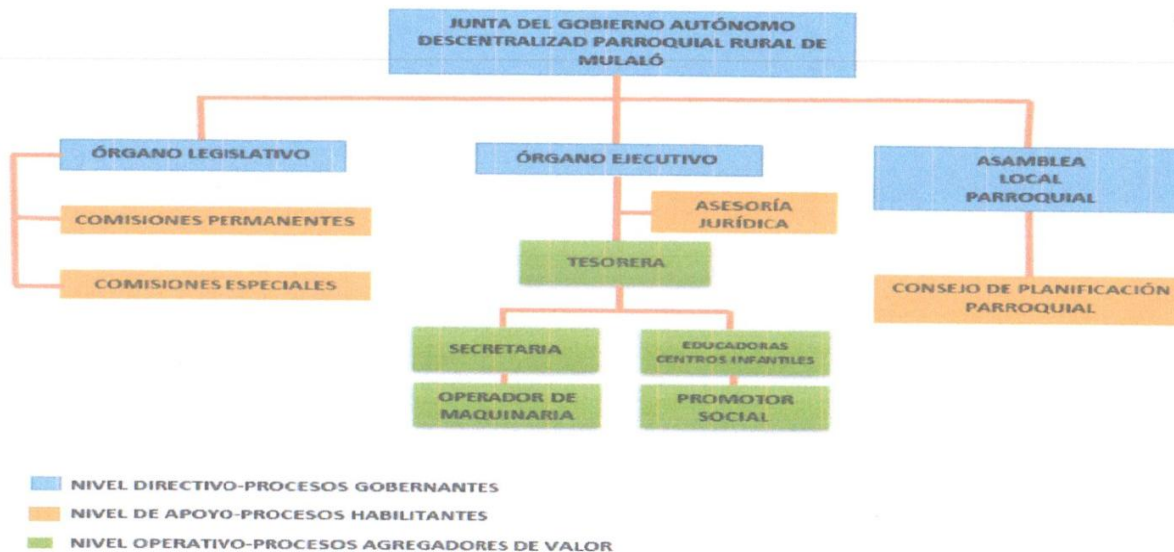 JUNTA DEL GOBIERNO AUTÓNOMO
DESCENTRALIZAD PARROQUIAL RURAL DE
MULALÓ
ÓRGANO LEGISLATIVO
ÓRGANO EJECUTIVO
ASAMBLEA
LOCAL
PARROQUIAL
COMISIONES PERMANENTES
ASESORÍA
JURÍDICA
TESORERA
COMISIONES ESPECIALES
CONSEJO DE PLANIFICACIÓN
PARROQUIAL
SECRETARIA
EDUCADORAS
CENTROS INFANTILES
OPERADOR DE
MAQUINARIA
PROMOTOR
SOCIAL
NIVEL DIRECTIVO-PROCESOS GOBERNANTES
NIVEL DE APOYO-PROCESOS HABILITANTES
NIVEL OPERATIVO-PROCESOS AGREGADORES DE VALOR